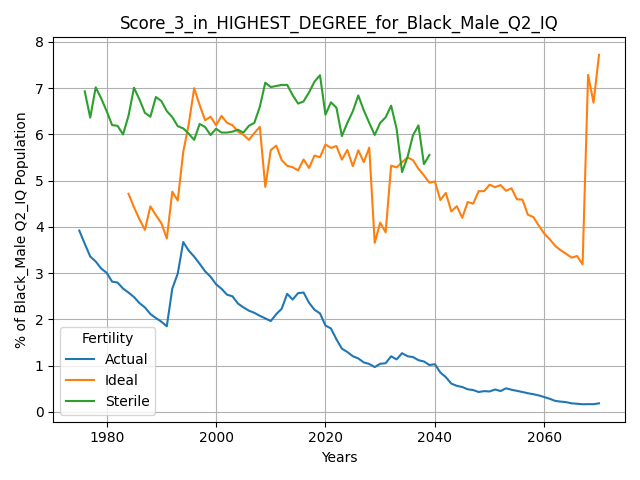 Score_3_in_HIGHEST_DEGREE_for_Black_Male_Q2_IQ
% of Black_Male Q2_IQ Population
8
7
6
5
4
3
2
1
0
Fertility
Actual
Ideal
Sterile
1980
2000
2020
2040
2060
Years